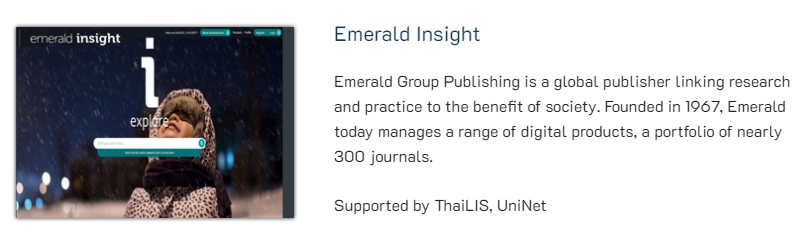 emerald insight
i
explore
Emerald Insight
Emerald Group Publishing is a global publisher linking research
and practice to the benefit of society. Founded in 1967, Emerald
today manages a range of digital products, a portfolio of nearly
300 journals.
Supported by ThaiLIS, UniNet